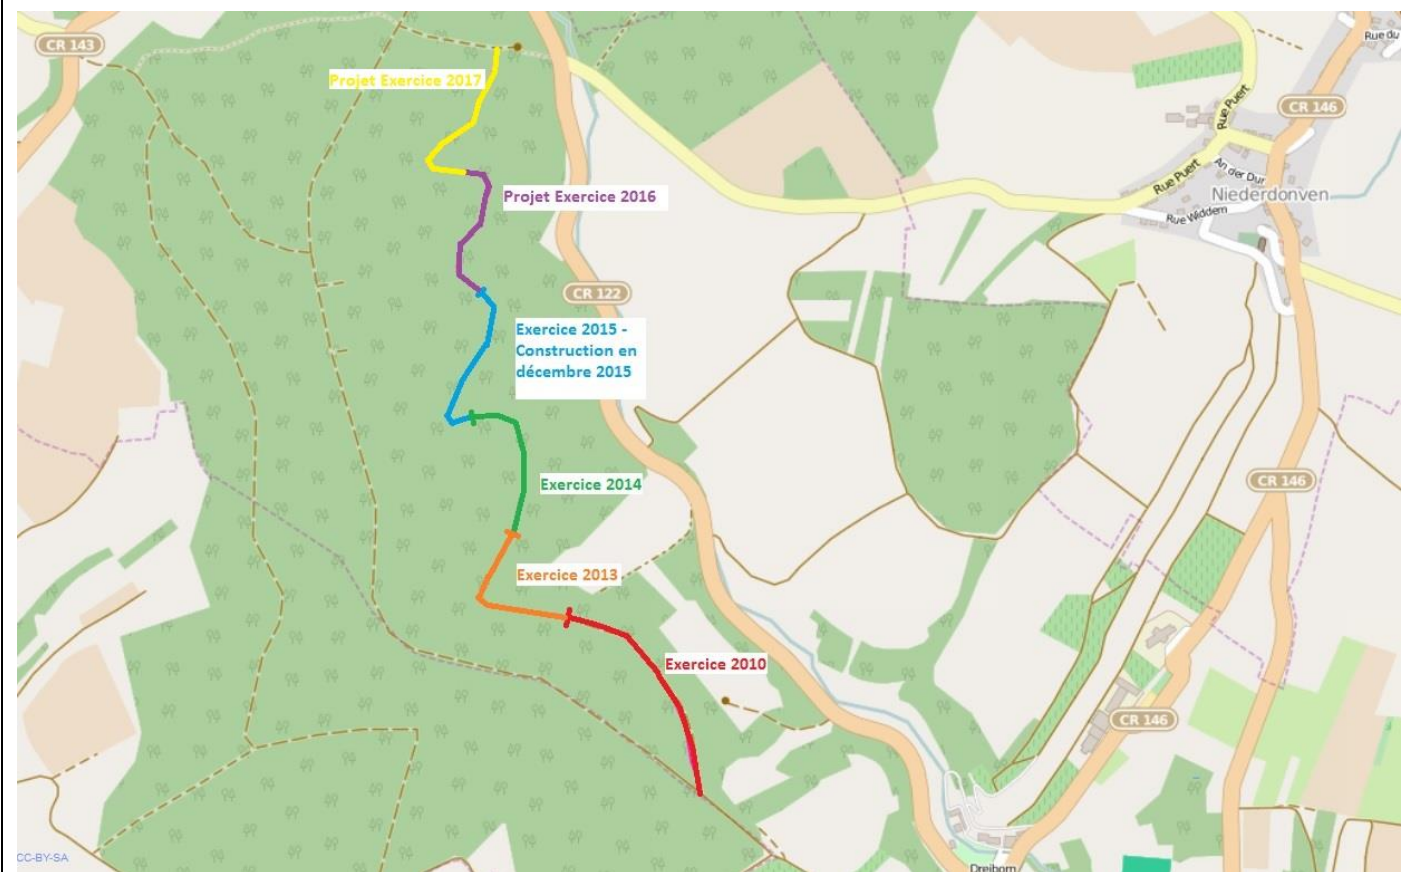 CR 143
Rue du
Projet Exercice 2017
CR 146
Rue Puert
An der Dur
Rue Puert
Projet Exercice 2016
Niederdonven
Rue Widdem
CR 122
Exercice 2015 -
Construction en
décembre 2015
Exercice 2014
CR 146
Exercice 2013
Exercice 2010
CR 146
CC-BY-SA
Dreiborn